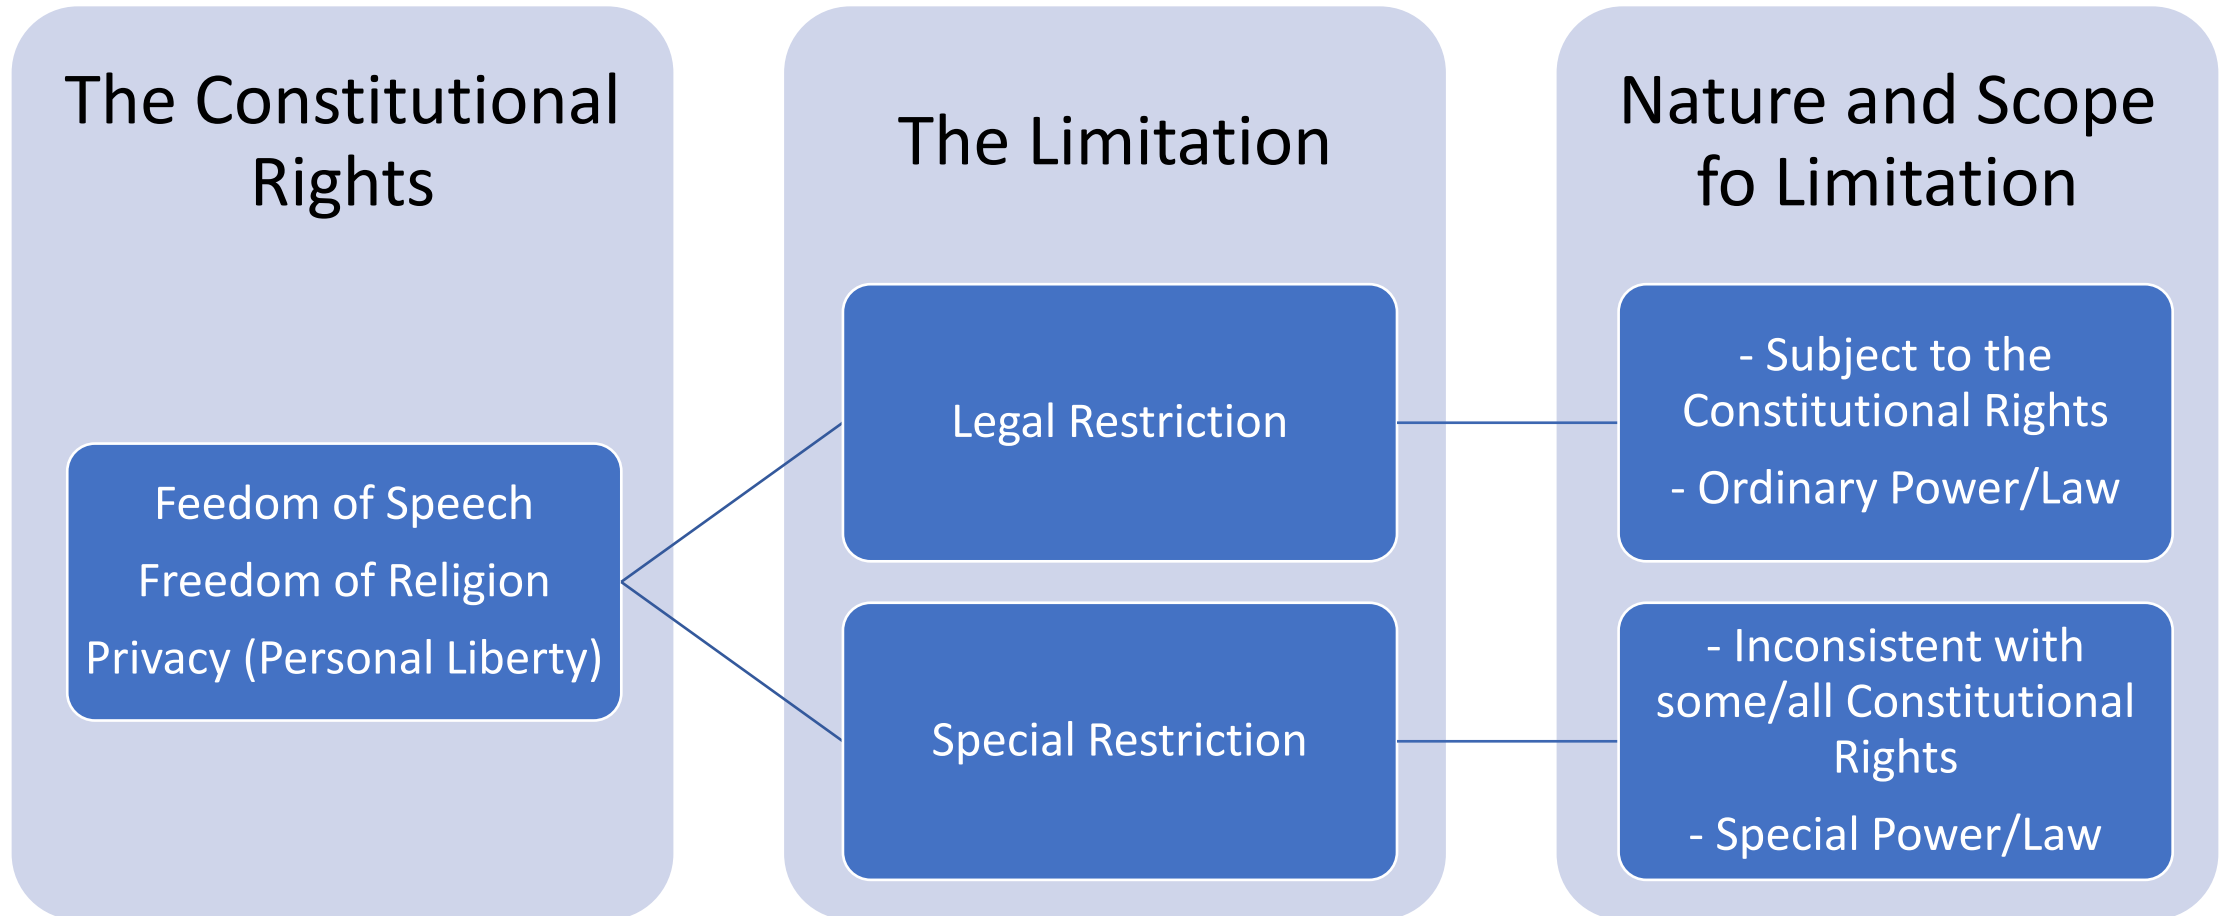 The Constitutional
Rights
Feedom of Speech
Freedom of Religion
Privacy (Personal Liberty)
The Limitation
Legal Restriction
Special Restriction
Nature and Scope
fo Limitation
- Subject to the
Constitutional Rights
- Ordinary Power/Law
- Inconsistent with
some/all Constitutional
Rights
- Special Power/Law